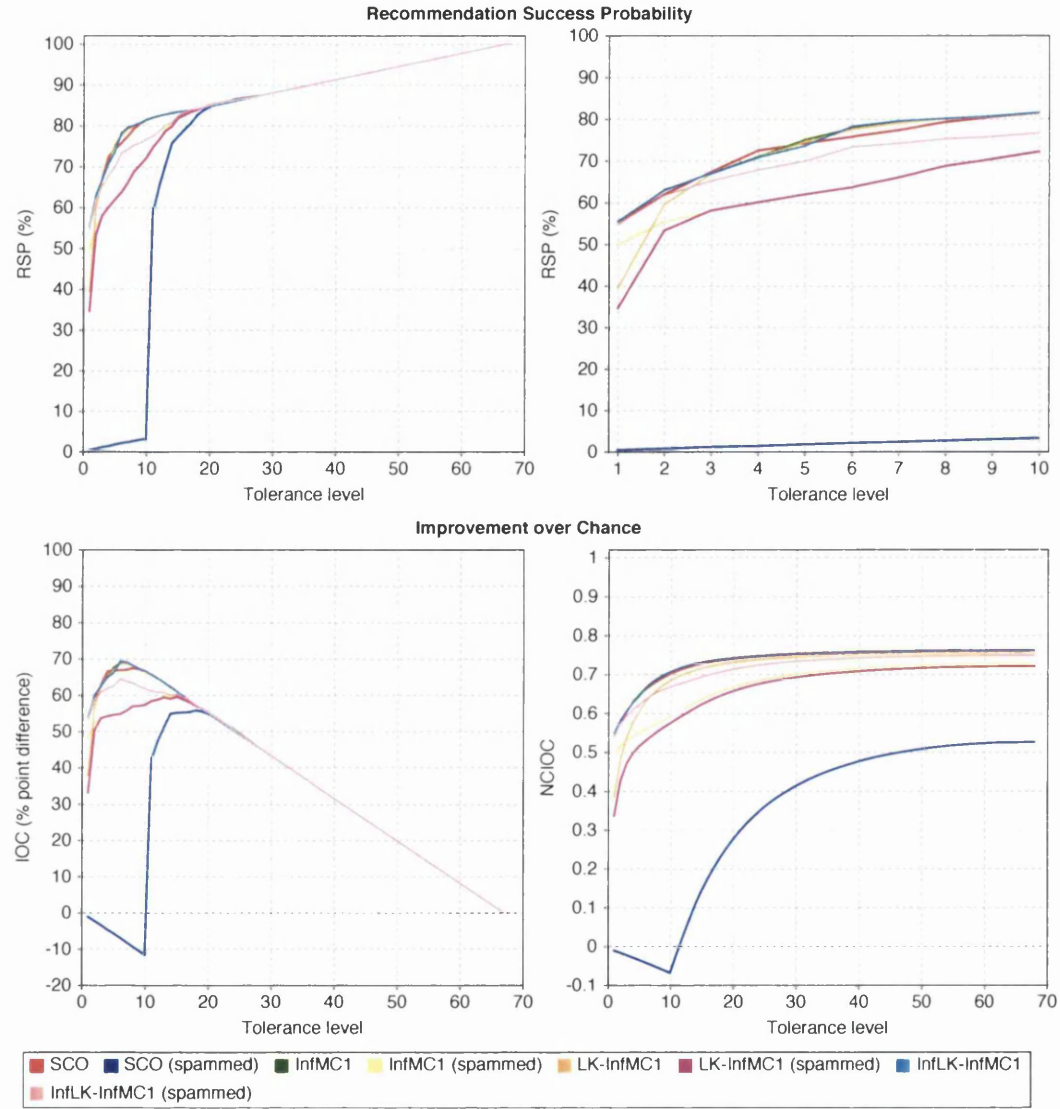 Recommendation Success Probability
100
90
80
70
60
50
40
30
20
10
0
RSP (%)
0 10 20 30 40 50 60 70
Tolerance level
100
90
80
70
60
50
40
30
20
10
0
RSP (%)
1 2 3 4 5 6 7 8 9 10
Tolerance level
Improvement over Chance
100
90
80
70
60
50
40
30
20
10
0
-10
-20
IOC (% point difference)
0 10 20 30 40 50 60 70
Tolerance level
1
0.9
0.8
0.7
0.6
0.5
0.4
0.3
0.2
0.1
0
-0.1
NCIOC
0 10 20 30 40 50 60 70
Tolerance level
SCO SCO (spammed) InfMC1 InfMC1 (spammed) LK-InfMC1 LK-InfMC1 (spammed) InfLK-InfMC1
InfLK-InfMC1 (spammed)